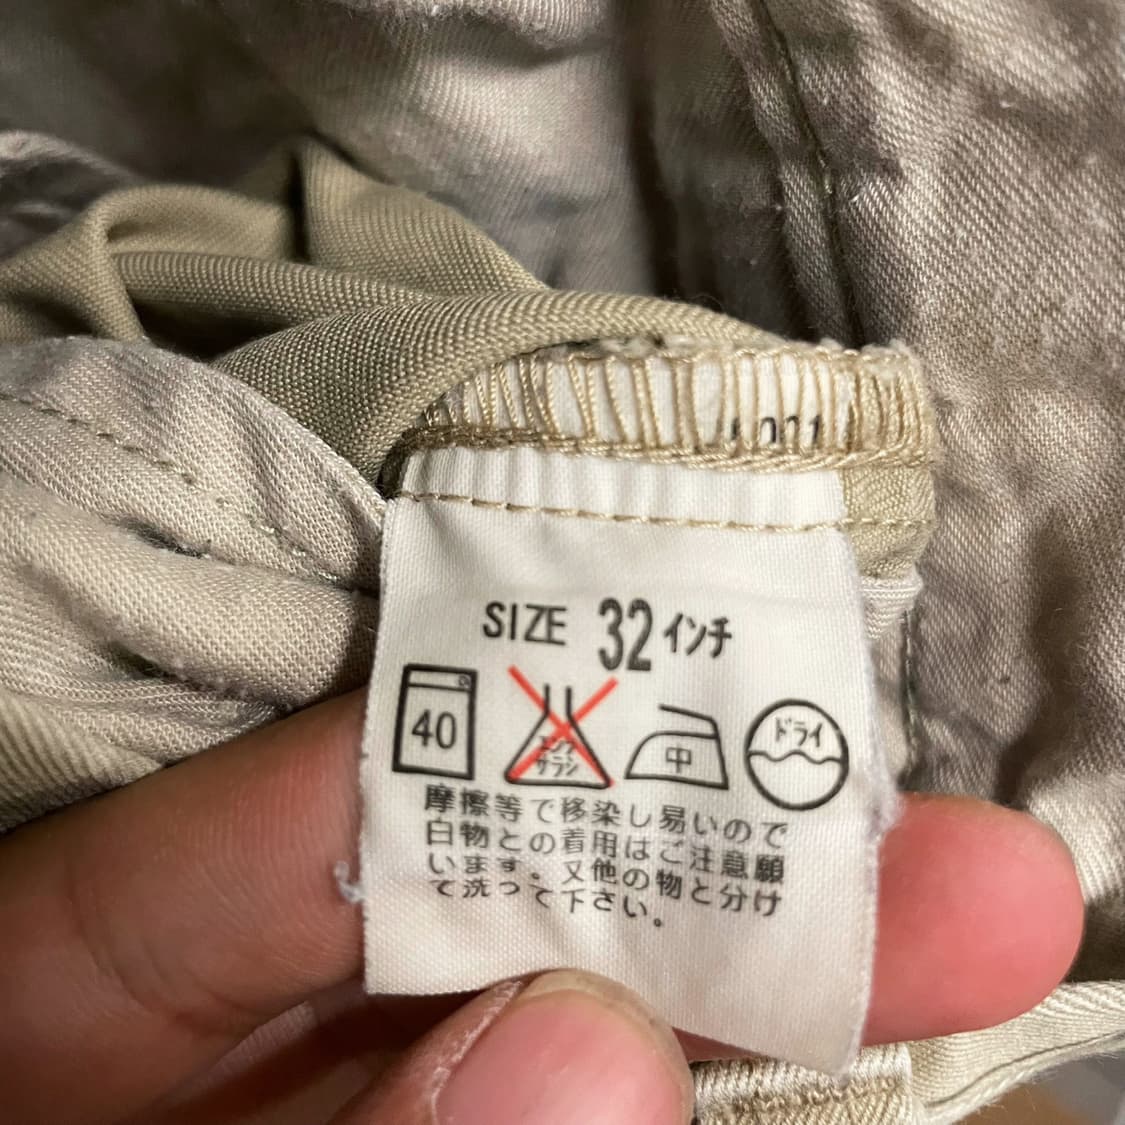 SIZE 32インチ
40
エンソ
サラシ
中
ドライ
摩擦等で移染し易いので
白物との着用はご注意願
います。又他の物と分け
て洗って下さい。